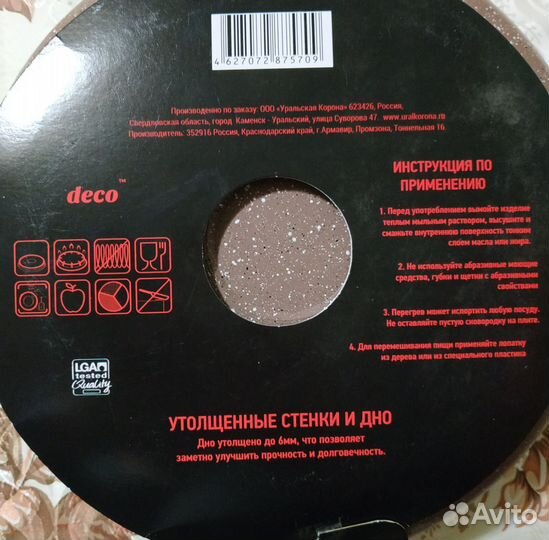 4627072875709
Произведенно по заказу: ООО «Уральская Корона» 623426, Россия,
Свердловская область, город Каменск - Уральский, улица Суворова 47. www.uralkorona.ru
Производитель: 352916 Россия, Краснодарский край, г.Армавир, Промзона, Тоннельная 16
deco™
ИНСТРУКЦИЯ ПО
ПРИМЕНЕНИЮ
1. Перед употреблением вымойте изделие
теплым мыльным раствором, высушите и
смажьте внутреннюю поверхность тонким
слоем масла или жира.
2. Не используйте абразивные моющие
средства, губки и щетки с абразивными
свойствами
3. Перегрев может испортить любую посуду.
Не оставляйте пустую сковородку на плите.
4. Для перемешивания пищи применяйте лопатку
из дерева или из специального пластина
LGA
tested
Quality
УТОЛЩЕННЫЕ СТЕНКИ И ДНО
Дно утолщено до 6мм, что позволяет
заметно улучшить прочность и долговечность.
Avito